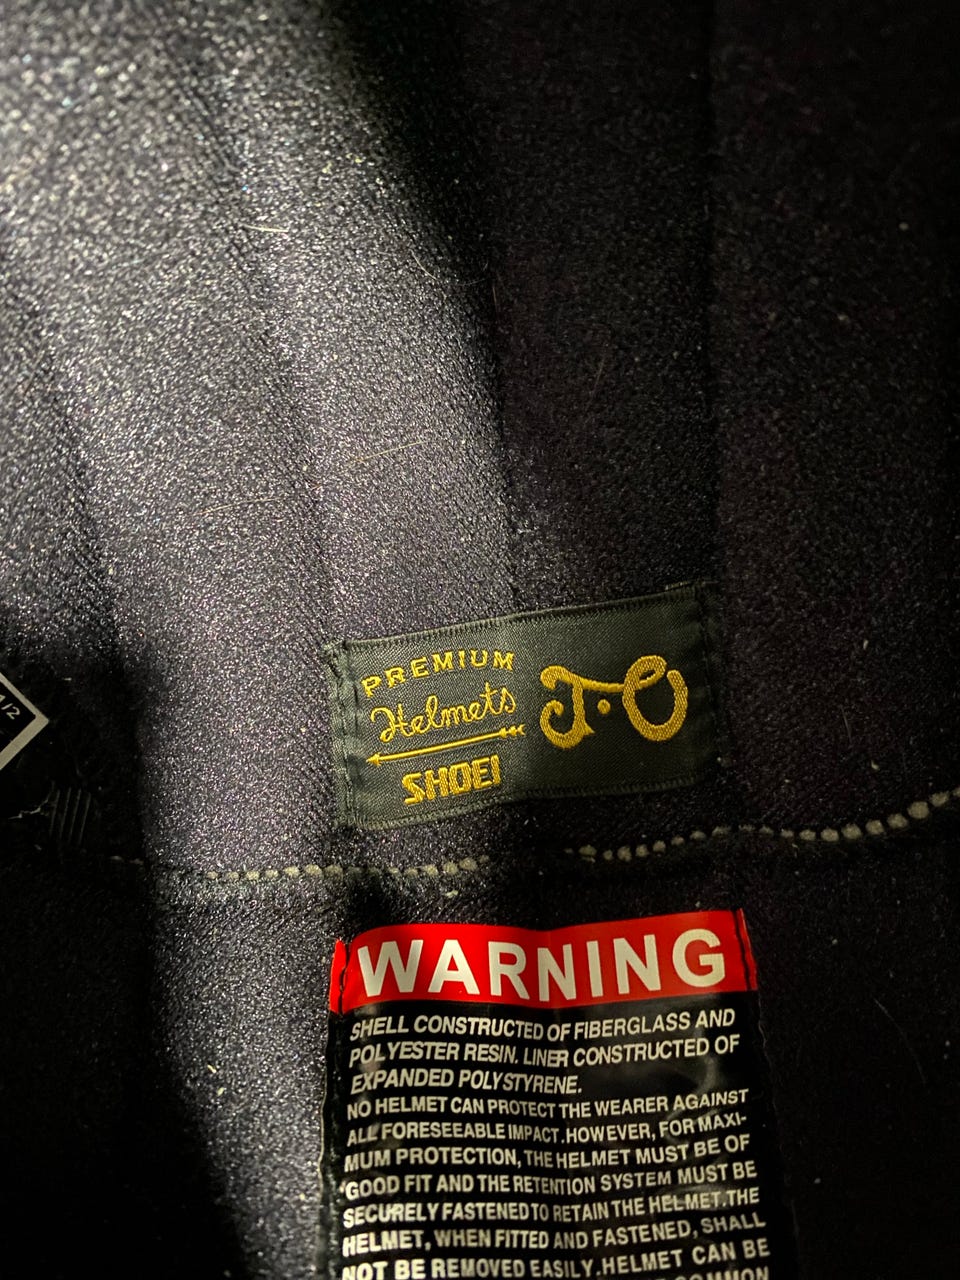 1/2
PREMIUM
Helmets
SHOEI
J.O
WARNING
SHELL CONSTRUCTED OF FIBERGLASS AND
POLYESTER RESIN. LINER CONSTRUCTED OF
EXPANDED POLYSTYRENE.
NO HELMET CAN PROTECT THE WEARER AGAINST
ALL FORESEEABLE IMPACT.HOWEVER, FOR MAXI-
MUM PROTECTION, THE HELMET MUST BE OF
GOOD FIT AND THE RETENTION SYSTEM MUST BE
SECURELY FASTENED TO RETAIN THE HELMET.THE
HELMET, WHEN FITTED AND FASTENED, SHALL
NOT BE REMOVED EASILY.HELMET CAN BE
COMMON